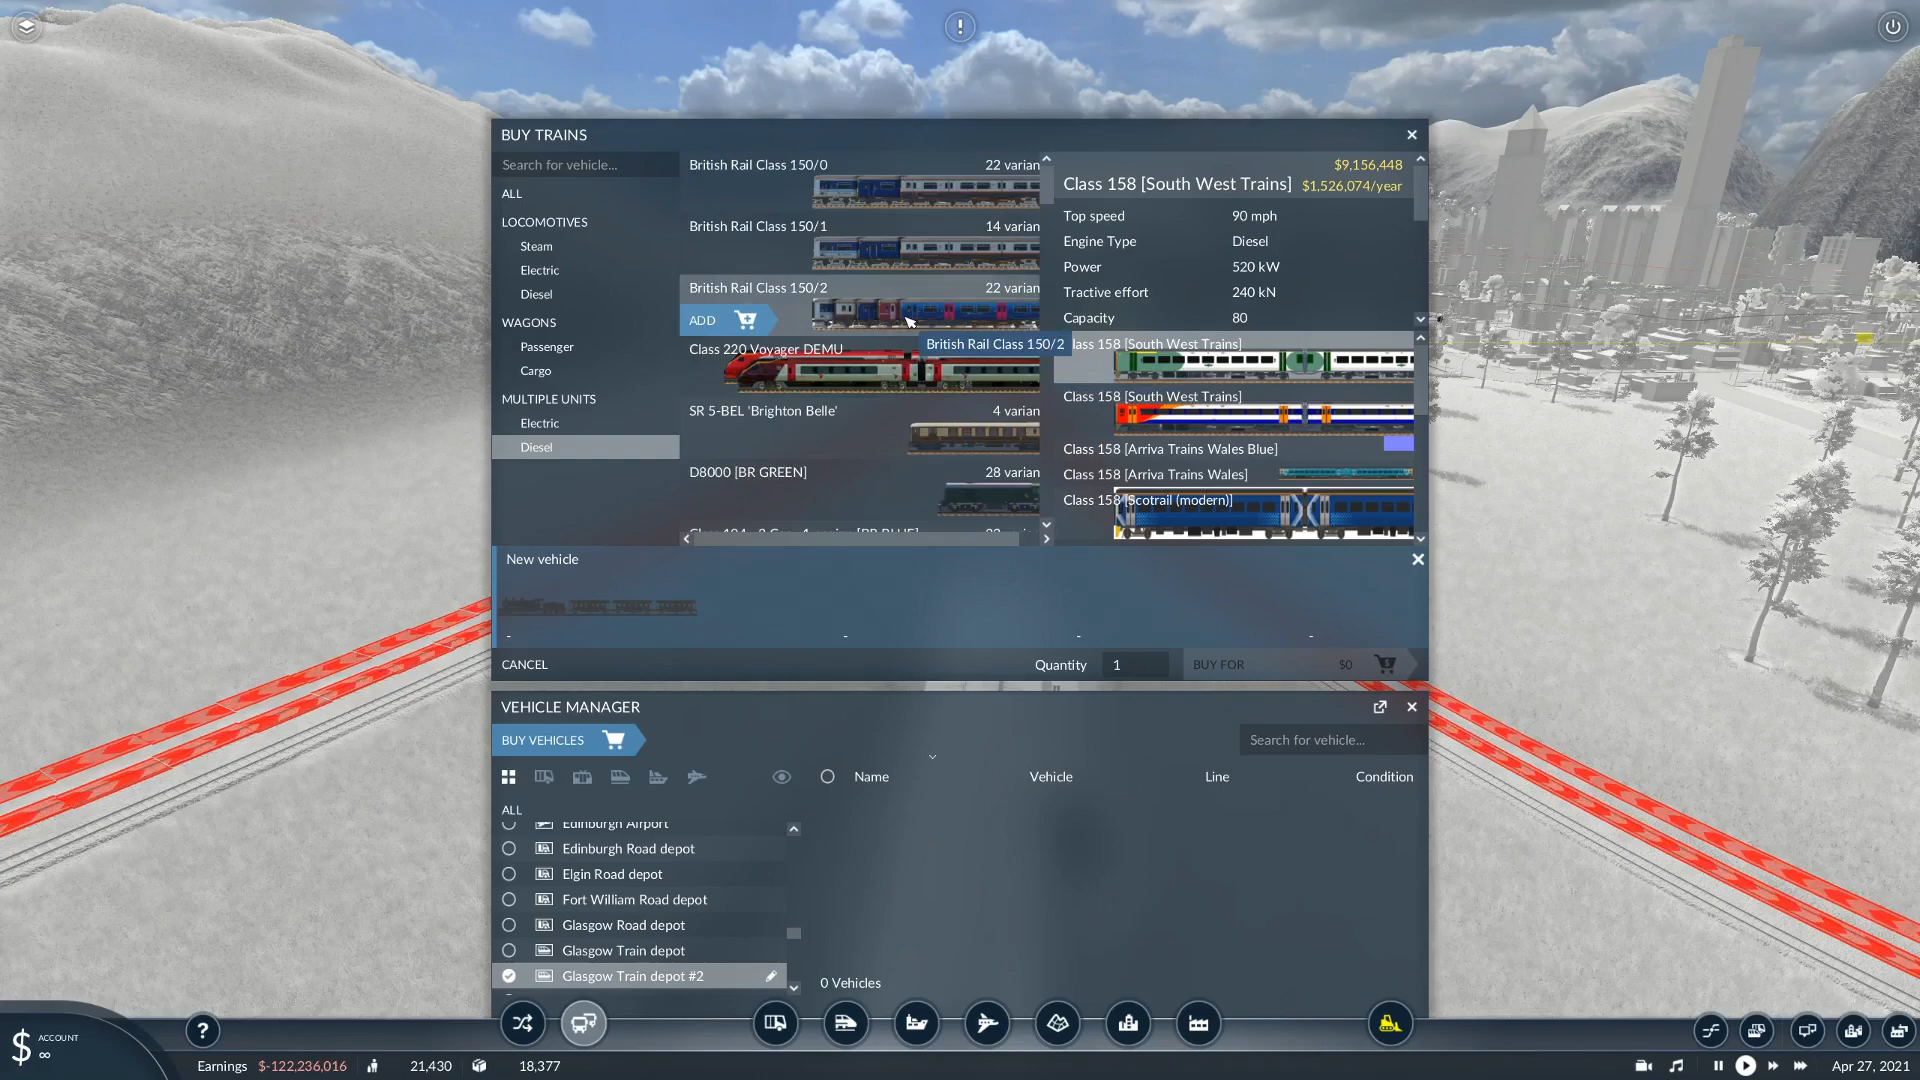 BUY TRAINS
Search for vehicle...
ALL
LOCOMOTIVES
Steam
Electric
Diesel
WAGONS
Passenger
Cargo
MULTIPLE UNITS
Electric
Diesel
British Rail Class 150/0 22 varian
British Rail Class 150/1 14 varian
British Rail Class 150/2 22 varian
ADD
British Rail Class 150/2
Class 220 Voyager DEMU
SR 5-BEL 'Brighton Belle' 4 varian
D8000 [BR GREEN] 28 varian
$9,156,448
Class 158 [South West Trains] $1,526,074/year
Top speed 90 mph
Engine Type Diesel
Power 520 kW
Tractive effort 240 kN
Capacity 80
lass 158 [South West Trains]
Class 158 [South West Trains]
Class 158 [Arriva Trains Wales Blue]
Class 158 [Arriva Trains Wales]
Class 158 [Scotrail (modern)]
New vehicle
- - - -
CANCEL
Quantity 1
BUY FOR $0
VEHICLE MANAGER
BUY VEHICLES
Search for vehicle...
Name Vehicle Line Condition
ALL
Edinburgh Airport
Edinburgh Road depot
Elgin Road depot
Fort William Road depot
Glasgow Road depot
Glasgow Train depot
Glasgow Train depot #2
0 Vehicles
$ ACCOUNT
∞
?
Earnings $-122,236,016 21,430 18,377
Apr 27, 2021